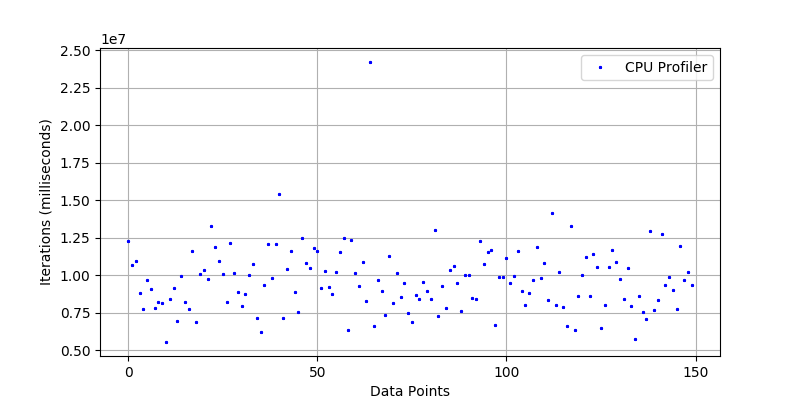 1e7
2.50
2.25
2.00
1.75
1.50
1.25
1.00
0.75
0.50
Iterations (milliseconds)
CPU Profiler
0 50 100 150
Data Points